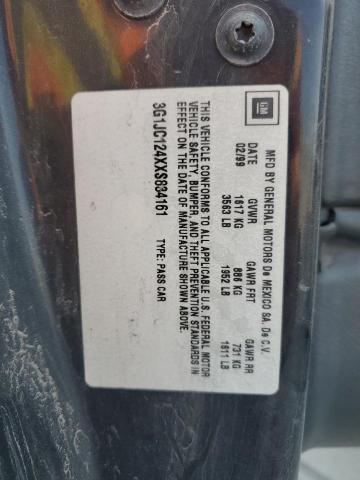 GM
MFD BY GENERAL MOTORS De MEXICO SA. De C.V.
DATE GVWR GAWR FRT GAWR RR
02/99 1617 KG 886 KG 731 KG
3563 LB 1952 LB 1611 LB
THIS VEHICLE CONFORMS TO ALL APPLICABLE U.S. FEDERAL MOTOR
VEHICLE SAFETY, BUMPER, AND THEFT PREVENTION STANDARDS IN
EFFECT ON THE DATE OF MANUFACTURE SHOWN ABOVE.
3G1JC124XXS834161 TYPE: PASS CAR